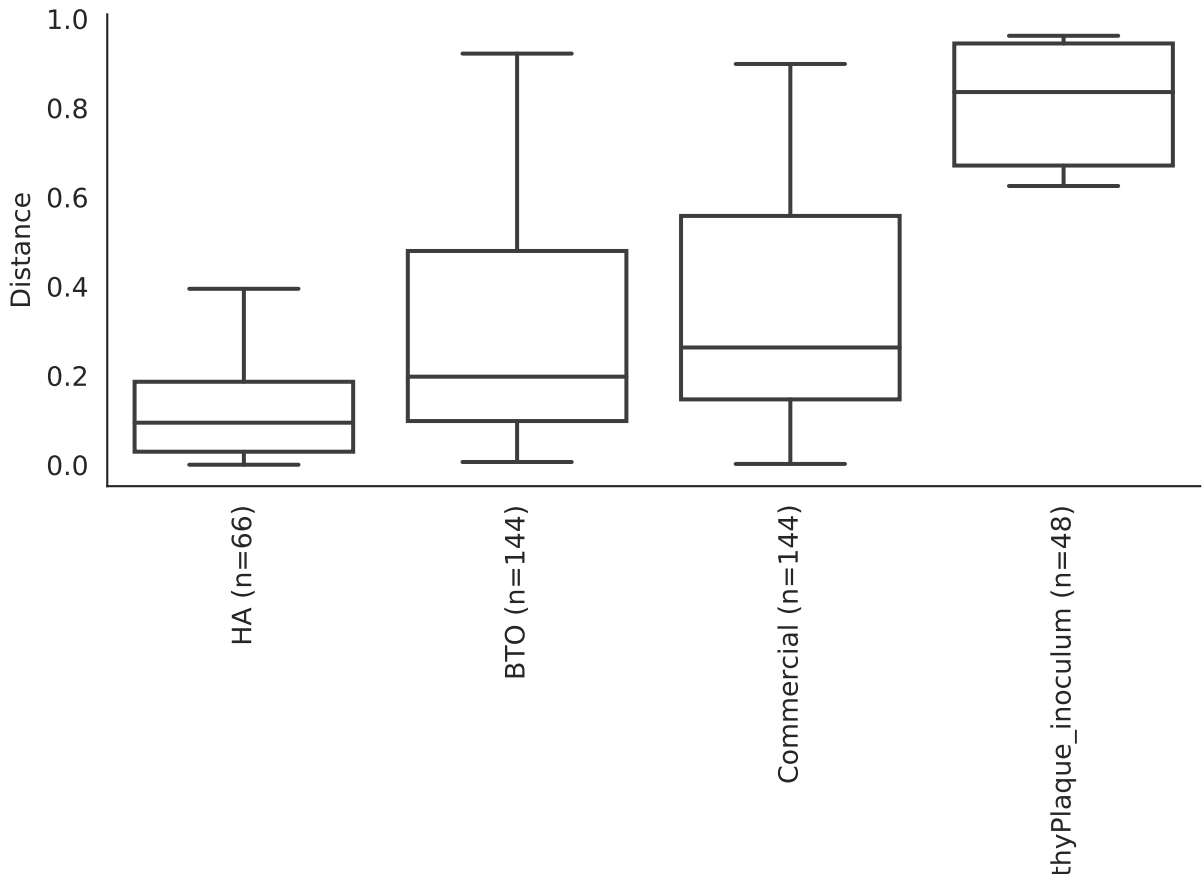 1.0
0.8
0.6
0.4
0.2
0.0
Distance
HA (n=66)
BTO (n=144)
Commercial (n=144)
thyPlaque_inoculum (n=48)